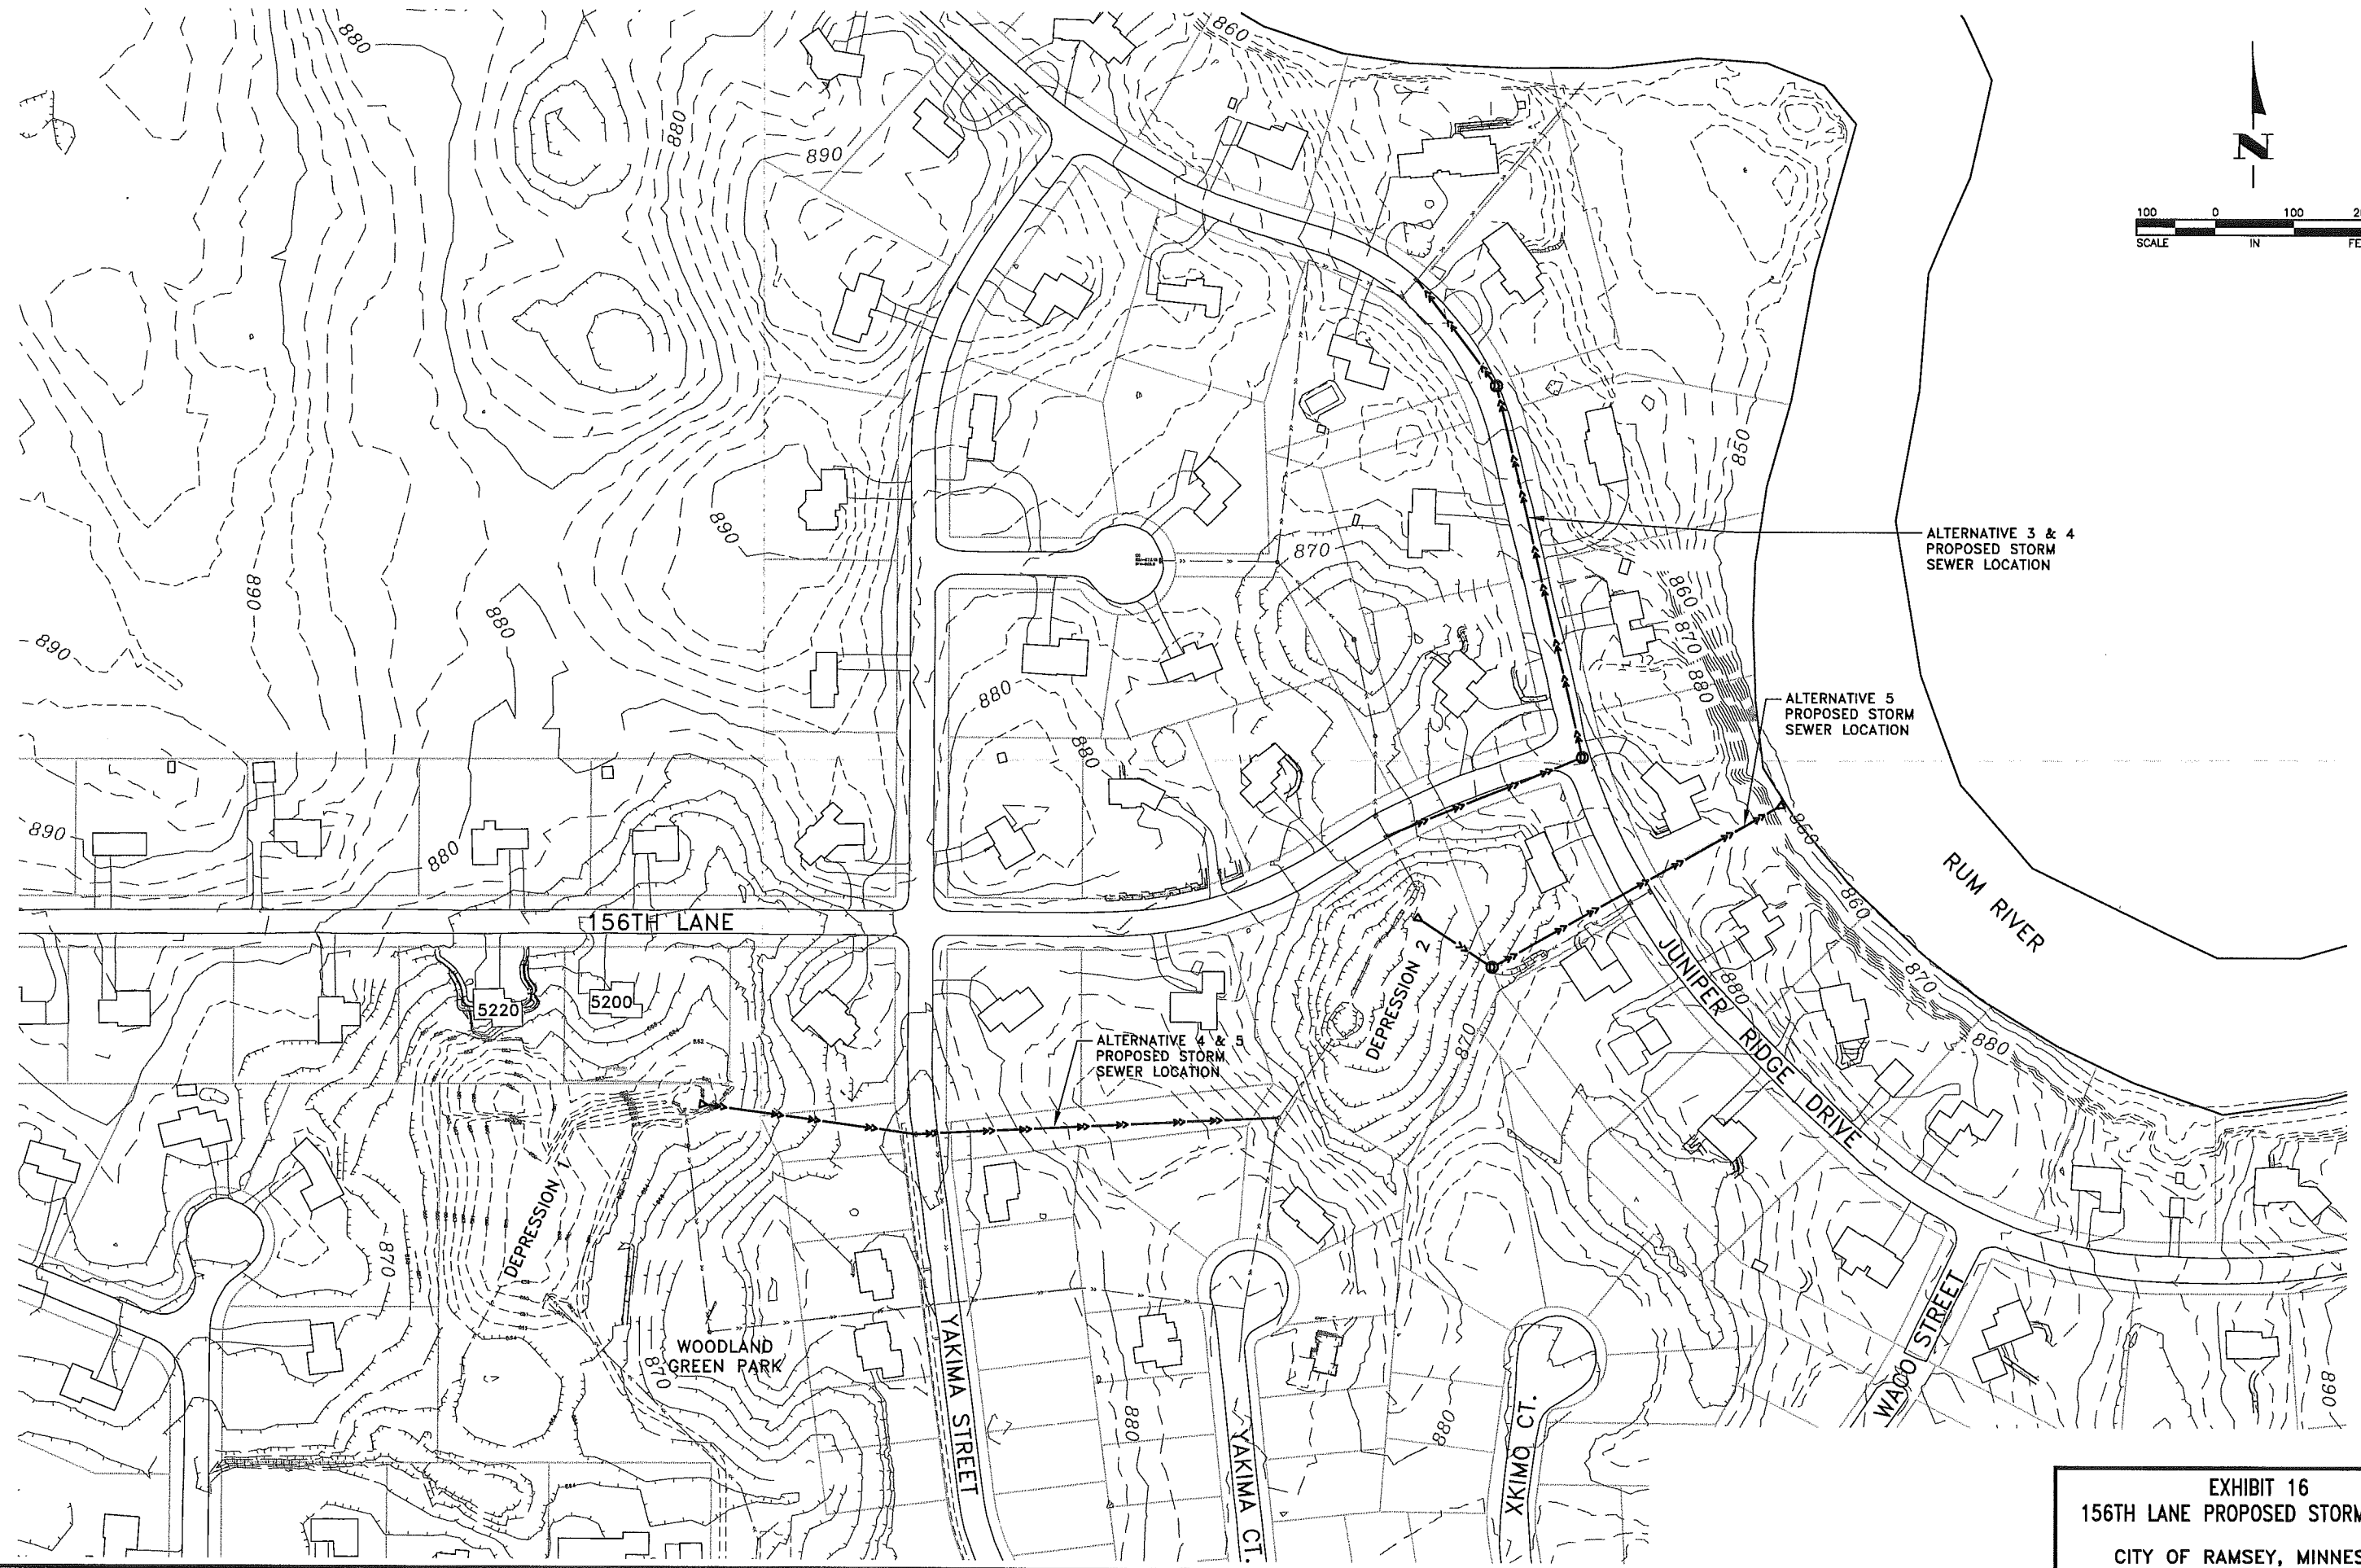 880
860
N
880
890
100 0 100
SCALE IN
890
850
ALTERNATIVE 3 & 4
PROPOSED STORM
SEWER LOCATION
870
890
880
860
870
880
890
880
ALTERNATIVE 5
PROPOSED STORM
SEWER LOCATION
880
890
880
860
RUM RIVER
860
156TH LANE
870
JUNIPER RIDGE DRIVE
880
880
5220
5200
DEPRESSION 2
870
ALTERNATIVE 4 & 5
PROPOSED STORM
SEWER LOCATION
DEPRESSION 1
870
WOODLAND
GREEN PARK
870
YAKIMA STREET
880
YAKIMA CT.
880
XKIMO CT.
WACO STREET
890
EXHIBIT 16
156TH LANE PROPOSED STORM
CITY OF RAMSEY,